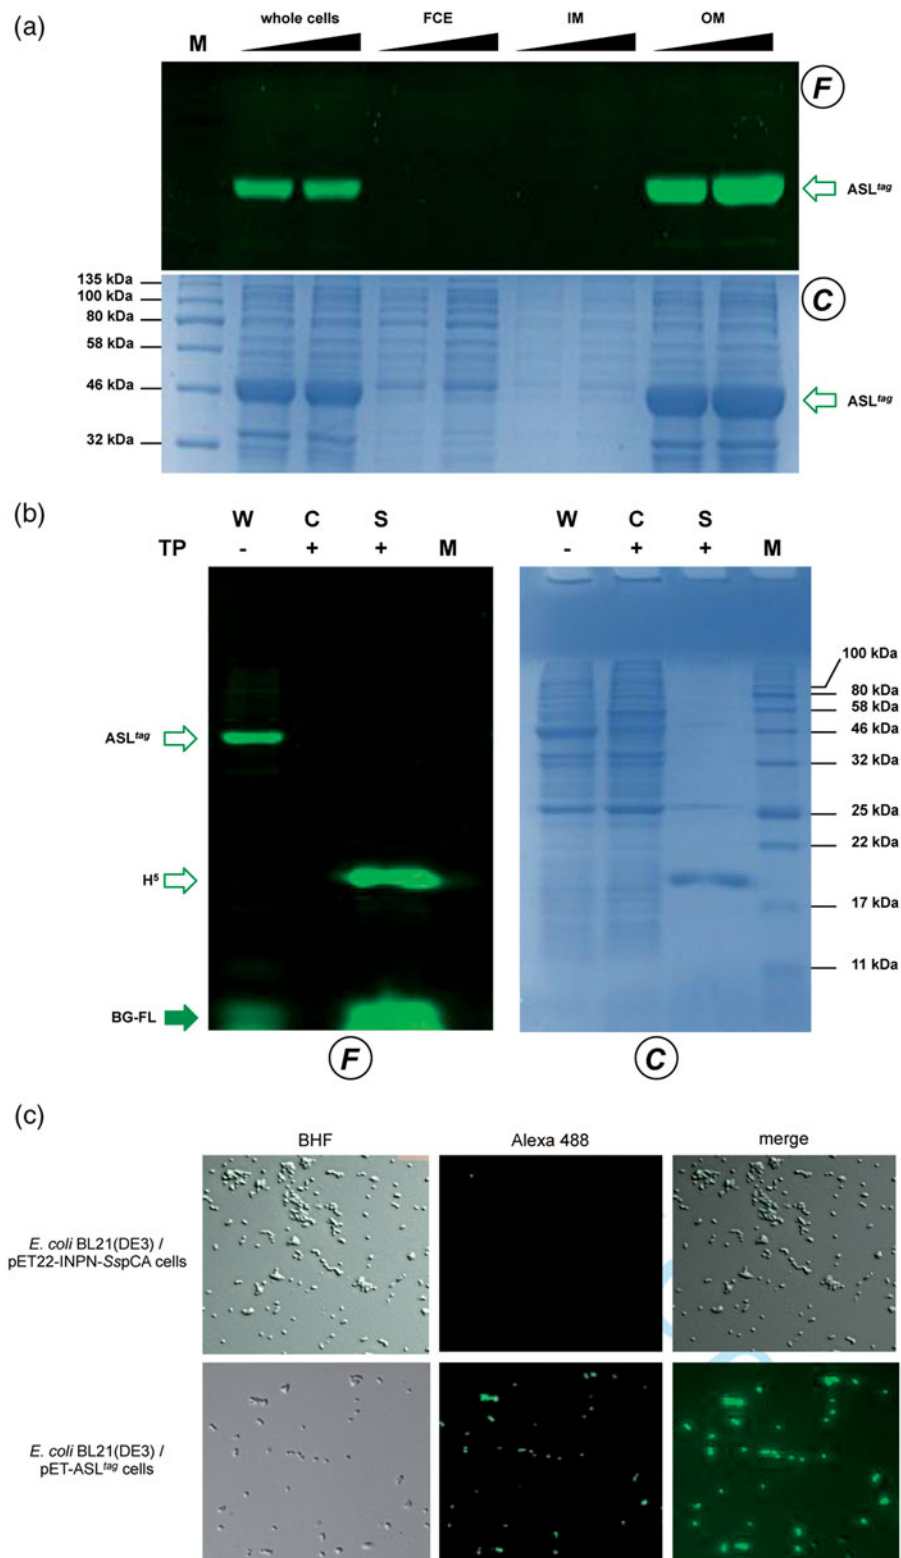 (a)
whole cells FCE IM OM
M
F
ASLtag
135 kDa
100 kDa
80 kDa
58 kDa
46 kDa
32 kDa
C
ASLtag
(b)
W C S
TP - + + M
W C S
- + + M
ASLtag
H5
BG-FL
100 kDa
80 kDa
58 kDa
46 kDa
32 kDa
25 kDa
22 kDa
17 kDa
11 kDa
F
C
(c)
BHF Alexa 488 merge
E. coli BL21(DE3) /
pET22-INPN-SspCA cells
E. coli BL21(DE3) /
pET-ASLtag cells